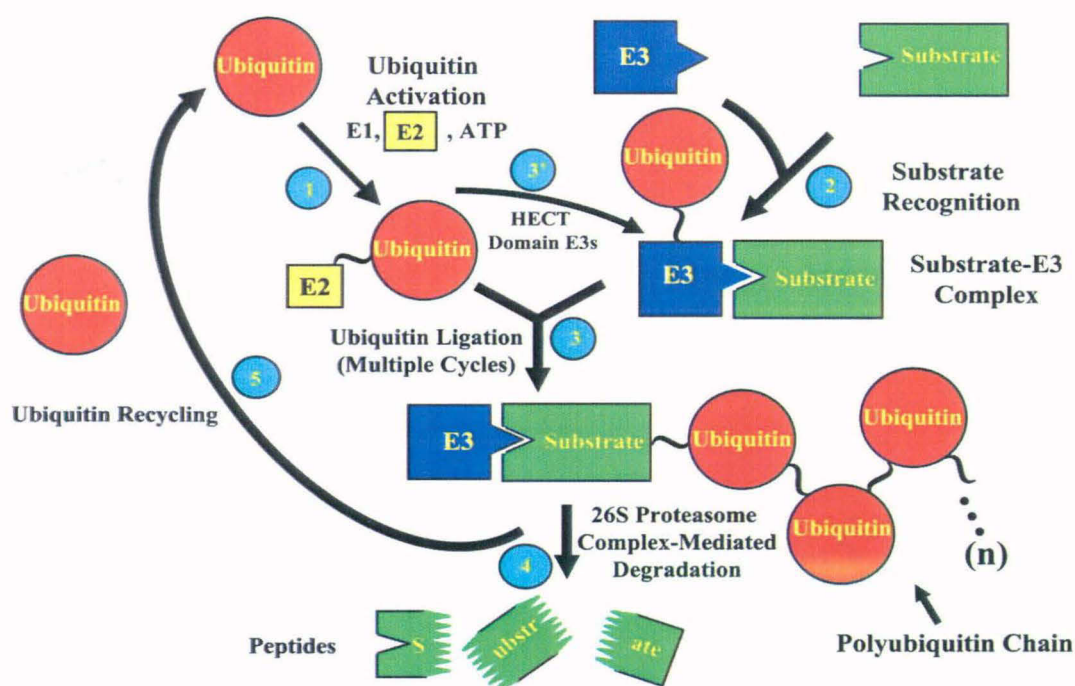 Ubiquitin
Ubiquitin
Activation
E1, E2 , ATP
E3
Substrate
Ubiquitin
1
3'
2
Substrate
Recognition
HECT
Domain E3s
Ubiquitin
E2
E3
Substrate
Substrate-E3
Complex
Ubiquitin
Ubiquitin Ligation
(Multiple Cycles)
3
5
Ubiquitin Recycling
E3
Substrate
Ubiquitin
Ubiquitin
Ubiquitin
(n)
26S Proteasome
Complex-Mediated
Degradation
4
Polyubiquitin Chain
Peptides
S
ubstr
ate